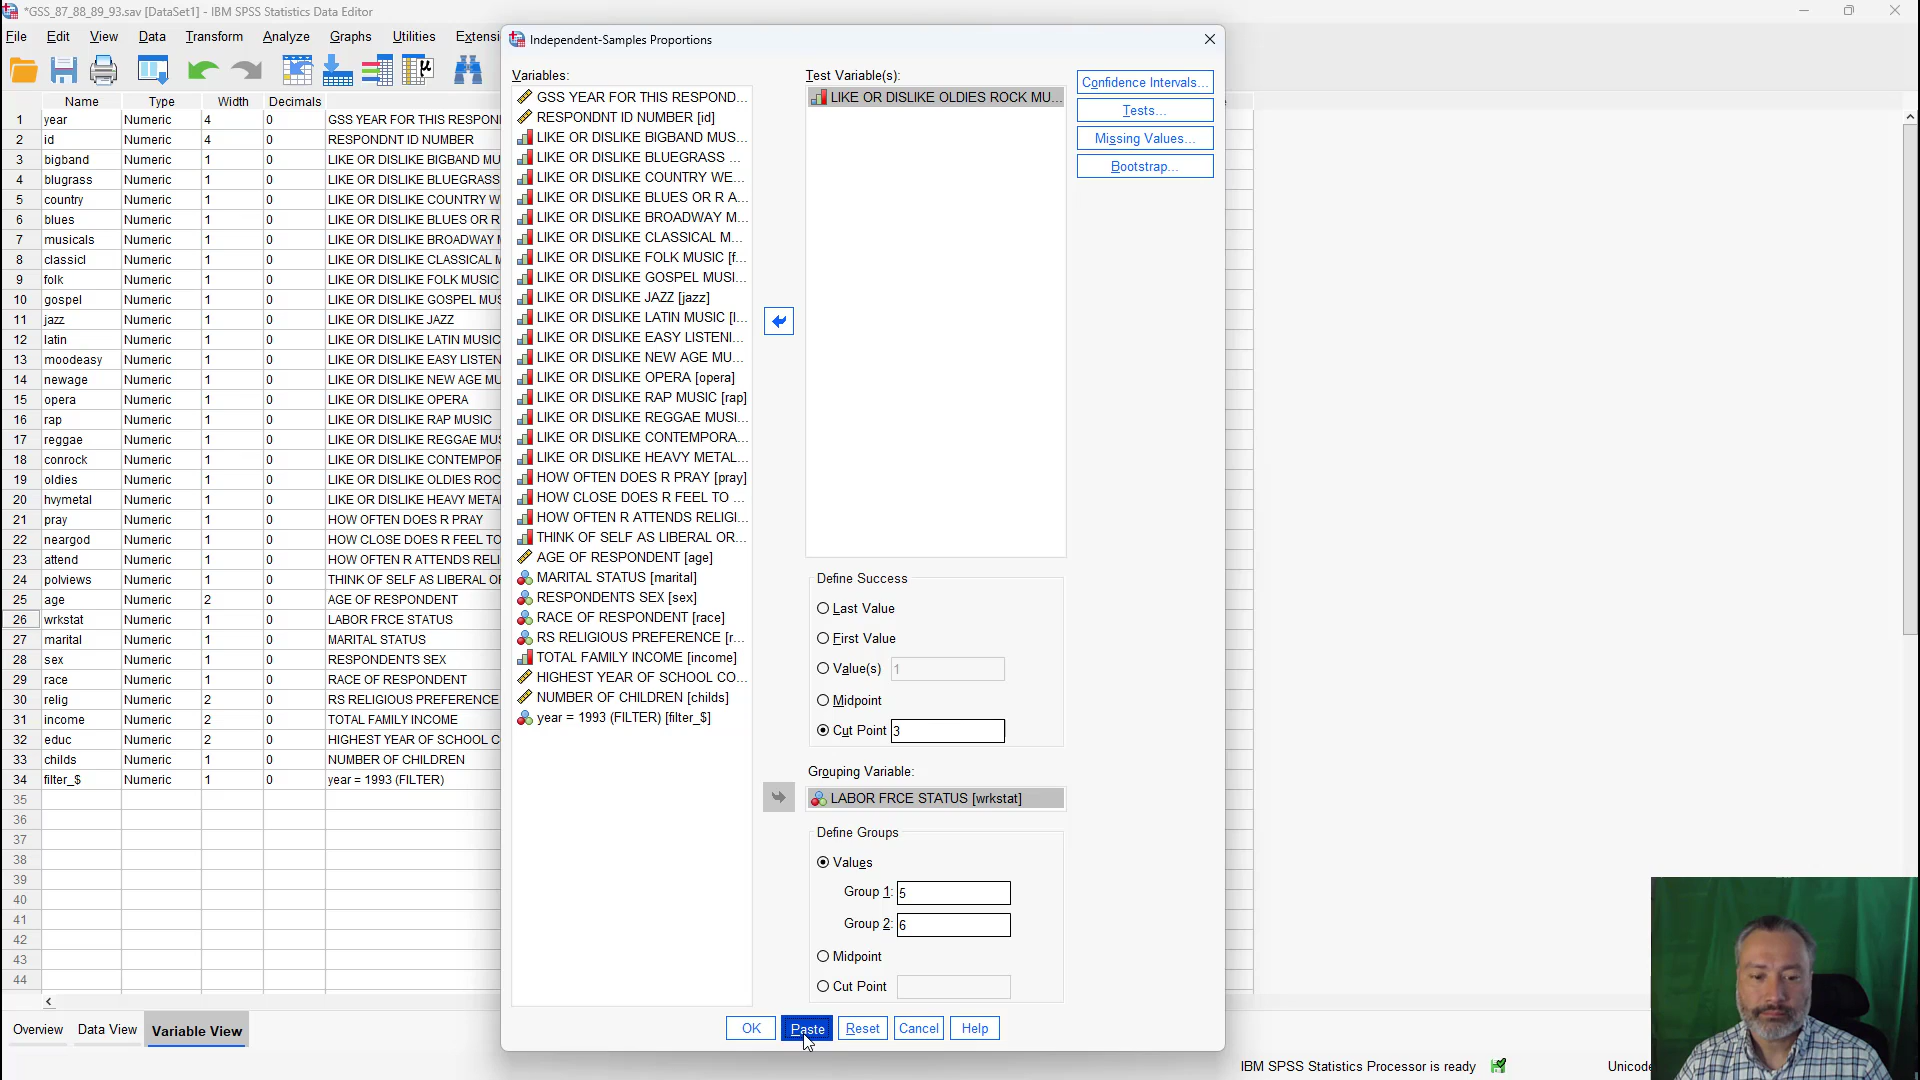 *GSS_87_88_89_93.sav [DataSet1] - IBM SPSS Statistics Data Editor
File Edit View Data Transform Analyze Graphs Utilities Extensi
Name Type Width Decimals
1 year Numeric 4 0 GSS YEAR FOR THIS RESPON
2 id Numeric 4 0 RESPONDNT ID NUMBER
3 bigband Numeric 1 0 LIKE OR DISLIKE BIGBAND MU
4 blugrass Numeric 1 0 LIKE OR DISLIKE BLUEGRASS
5 country Numeric 1 0 LIKE OR DISLIKE COUNTRY W
6 blues Numeric 1 0 LIKE OR DISLIKE BLUES OR R
7 musicals Numeric 1 0 LIKE OR DISLIKE BROADWAY M
8 classicl Numeric 1 0 LIKE OR DISLIKE CLASSICAL M
9 folk Numeric 1 0 LIKE OR DISLIKE FOLK MUSIC
10 gospel Numeric 1 0 LIKE OR DISLIKE GOSPEL MUS
11 jazz Numeric 1 0 LIKE OR DISLIKE JAZZ
12 latin Numeric 1 0 LIKE OR DISLIKE LATIN MUSIC
13 moodeasy Numeric 1 0 LIKE OR DISLIKE EASY LISTEN
14 newage Numeric 1 0 LIKE OR DISLIKE NEW AGE MU
15 opera Numeric 1 0 LIKE OR DISLIKE OPERA
16 rap Numeric 1 0 LIKE OR DISLIKE RAP MUSIC
17 reggae Numeric 1 0 LIKE OR DISLIKE REGGAE MUS
18 conrock Numeric 1 0 LIKE OR DISLIKE CONTEMPOR
19 oldies Numeric 1 0 LIKE OR DISLIKE OLDIES ROC
20 hvymetal Numeric 1 0 LIKE OR DISLIKE HEAVY META
21 pray Numeric 1 0 HOW OFTEN DOES R PRAY
22 neargod Numeric 1 0 HOW CLOSE DOES R FEEL TO
23 attend Numeric 1 0 HOW OFTEN R ATTENDS RELI
24 polviews Numeric 1 0 THINK OF SELF AS LIBERAL O
25 age Numeric 2 0 AGE OF RESPONDENT
26 wrkstat Numeric 1 0 LABOR FRCE STATUS
27 marital Numeric 1 0 MARITAL STATUS
28 sex Numeric 1 0 RESPONDENTS SEX
29 race Numeric 1 0 RACE OF RESPONDENT
30 relig Numeric 2 0 RS RELIGIOUS PREFERENCE
31 income Numeric 2 0 TOTAL FAMILY INCOME
32 educ Numeric 2 0 HIGHEST YEAR OF SCHOOL C
33 childs Numeric 1 0 NUMBER OF CHILDREN
34 filter_$ Numeric 1 0 year = 1993 (FILTER)
35
36
37
38
39
40
41
42
43
44
Overview Data View Variable View
Independent-Samples Proportions
Variables:
GSS YEAR FOR THIS RESPOND...
RESPONDNT ID NUMBER [id]
LIKE OR DISLIKE BIGBAND MUS...
LIKE OR DISLIKE BLUEGRASS ...
LIKE OR DISLIKE COUNTRY WE...
LIKE OR DISLIKE BLUES OR R A...
LIKE OR DISLIKE BROADWAY M...
LIKE OR DISLIKE CLASSICAL M...
LIKE OR DISLIKE FOLK MUSIC [f...
LIKE OR DISLIKE GOSPEL MUSI...
LIKE OR DISLIKE JAZZ [jazz]
LIKE OR DISLIKE LATIN MUSIC [l...
LIKE OR DISLIKE EASY LISTENI...
LIKE OR DISLIKE NEW AGE MU...
LIKE OR DISLIKE OPERA [opera]
LIKE OR DISLIKE RAP MUSIC [rap]
LIKE OR DISLIKE REGGAE MUSI...
LIKE OR DISLIKE CONTEMPORA...
LIKE OR DISLIKE HEAVY METAL...
HOW OFTEN DOES R PRAY [pray]
HOW CLOSE DOES R FEEL TO ...
HOW OFTEN R ATTENDS RELIGI...
THINK OF SELF AS LIBERAL OR...
AGE OF RESPONDENT [age]
MARITAL STATUS [marital]
RESPONDENTS SEX [sex]
RACE OF RESPONDENT [race]
RS RELIGIOUS PREFERENCE [r...
TOTAL FAMILY INCOME [income]
HIGHEST YEAR OF SCHOOL CO...
NUMBER OF CHILDREN [childs]
year = 1993 (FILTER) [filter_$]
Test Variable(s):
LIKE OR DISLIKE OLDIES ROCK MU...
Define Success
Last Value
First Value
Value(s) 1
Midpoint
Cut Point 3
Grouping Variable:
LABOR FRCE STATUS [wrkstat]
Define Groups
Values
Group 1: 5
Group 2: 6
Midpoint
Cut Point
Confidence Intervals...
Tests...
Missing Values...
Bootstrap...
OK Paste Reset Cancel Help
IBM SPSS Statistics Processor is ready Unicode